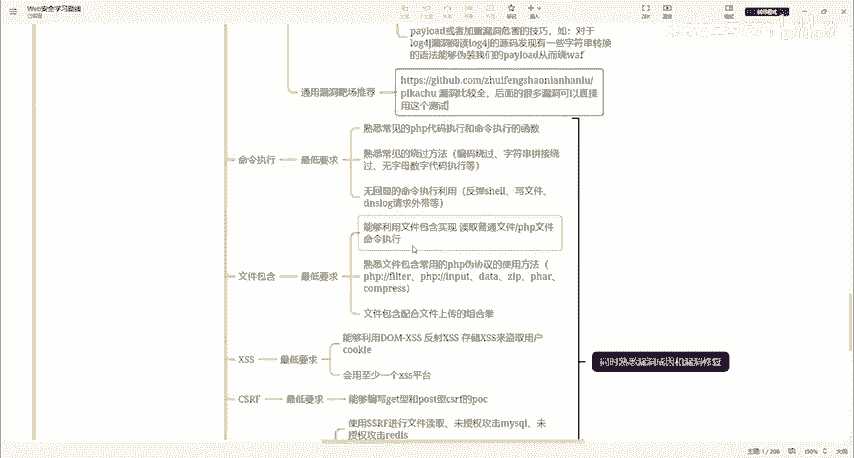 Web安全学习路线
payload或者加重漏洞危害的技巧，如：对于
log4j漏洞阅读log4j的源码发现有一些字符串转换
的语法能够伪装我们的payload从而绕waf
通用漏洞靶场推荐
https://github.com/zhuifengshaonianhanlu/
pikachu 漏洞比较全，后面的很多漏洞可以直接
用这个测试
命令执行
最低要求
熟悉常见的php代码执行和命令执行的函数
熟悉常见的绕过方法（编码绕过、字符串拼接绕
过、无字母数字代码执行等）
无回显的命令执行利用（反弹shell、写文件、
dnslog请求外带等）
文件包含
最低要求
能够利用文件包含实现 读取普通文件/php文件
命令执行
熟悉文件包含常用的php伪协议的使用方法（
php://filter、php://input、data、zip、phar、
compress）
文件包含配合文件上传的组合拳
XSS
最低要求
能够利用DOM-XSS 反射XSS 存储XSS来盗取用户
cookie
会用至少一个xss平台
CSRF
最低要求
能够编写get型和post型csrf的poc
使用SSRF进行文件读取、未授权攻击mysql、未
授权攻击redis
同时熟悉漏洞成因和漏洞修复